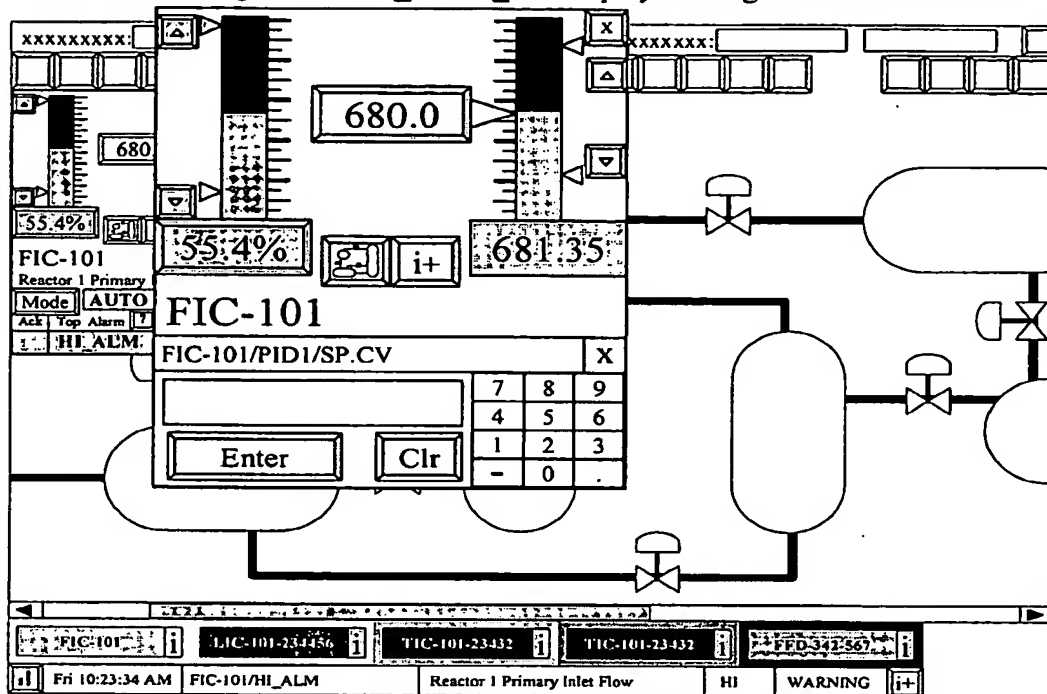 xxxxxxxxx:
X
xxxxxxx:
680.0
680.
55.4%
55.4%
i+
681.35
FIC-101
Reactor 1 Primary
Mode AUTO
Ack Top Alarm ?
HI_ALM
FIC-101
FIC-101/PID1/SP.CV X
7 8 9
4 5 6
1 2 3
- 0 .
Enter Clr
FIC-101 i
LIC-101-234456 i
TIC-101-23432 i
TIC-101-23432 i
FFD-342-567 i
Fri 10:23:34 AM FIC-101/HI_ALM Reactor 1 Primary Inlet Flow HI WARNING i+